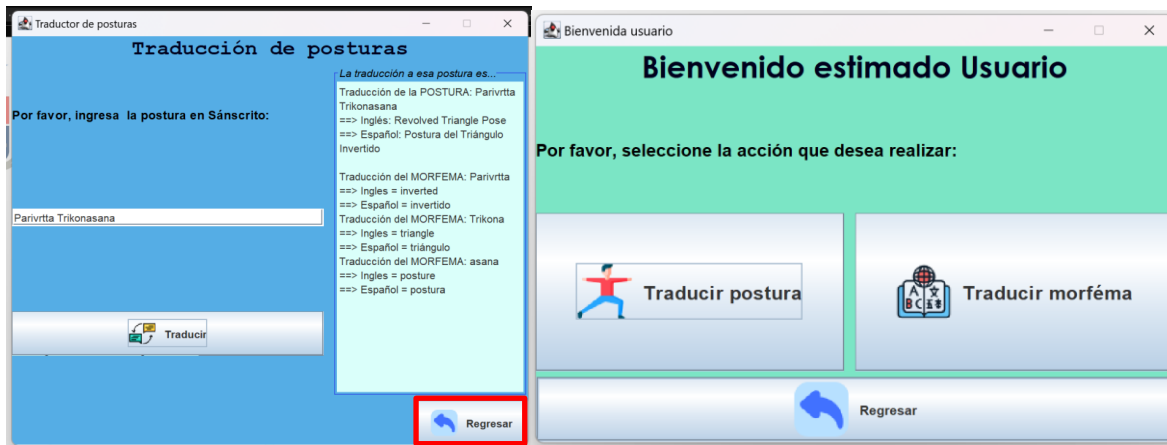 Traductor de posturas
Traducción de posturas
Por favor, ingresa  la postura en Sánscrito:
Parivrtta Trikonasana
Traducir
La traducción a esa postura es...
Traducción de la POSTURA: Parivrtta
Trikonasana
==> Inglés: Revolved Triangle Pose
==> Español: Postura del Triángulo
Invertido
Traducción del MORFEMA: Parivrtta
==> Ingles = inverted
==> Español = invertido
Traducción del MORFEMA: Trikona
==> Ingles = triangle
==> Español = triángulo
Traducción del MORFEMA: asana
==> Ingles = posture
==> Español = postura
Regresar
Bienvenida usuario
Bienvenido estimado Usuario
Por favor, seleccione la acción que desea realizar:
Traducir postura
Traducir morféma
Regresar